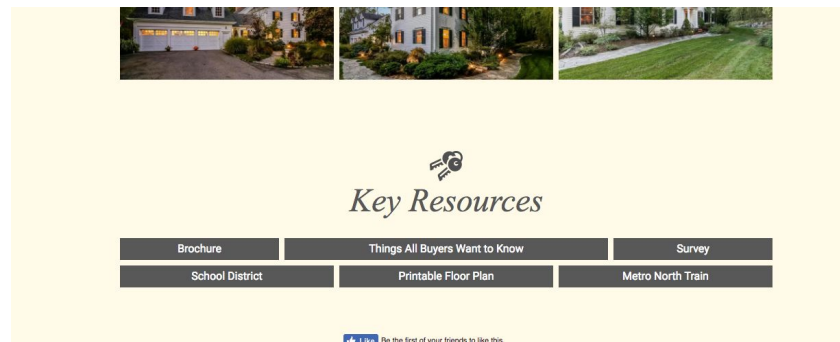 Key Resources
Brochure
Things All Buyers Want to Know
Survey
School District
Printable Floor Plan
Metro North Train
Like Be the first of your friends to like this.